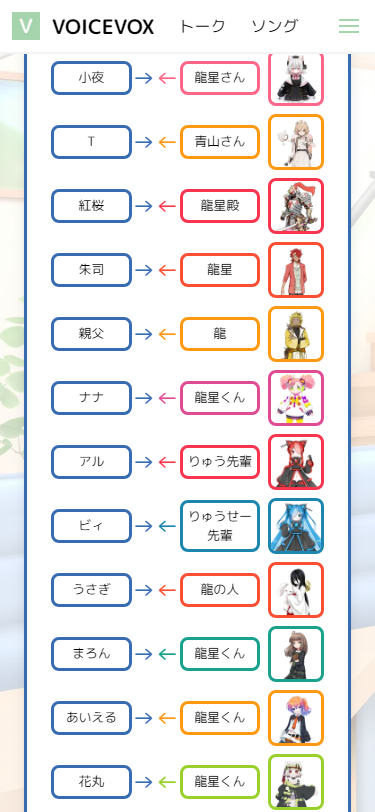 V VOICEVOX トーク ソング
小夜 → ← 龍星さん
T → ← 青山さん
紅桜 → ← 龍星殿
朱司 → ← 龍星
親父 → ← 龍
ナナ → ← 龍星くん
アル → ← りゅう先輩
ビィ → ← りゅうせー
先輩
うさぎ → ← 龍の人
まろん → ← 龍星くん
あいえる → ← 龍星くん
花丸 → ← 龍星くん